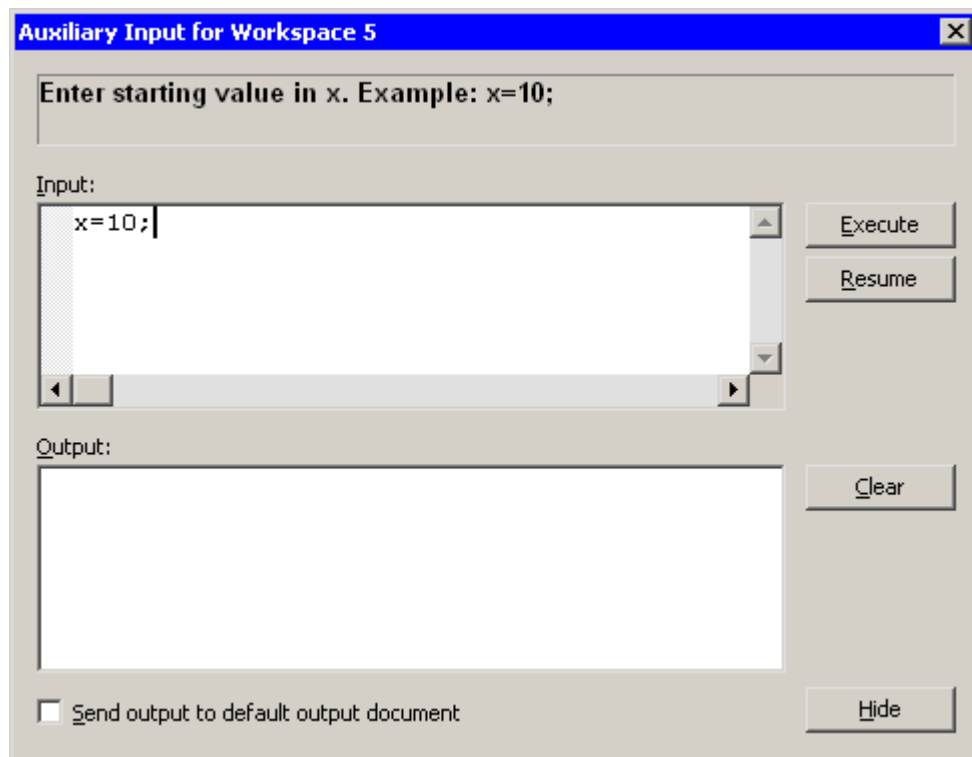 Auxiliary Input for Workspace 5
Enter starting value in x. Example: x=10;
Input:
x=10;
Execute
Resume
Output:
Clear
Send output to default output document
Hide